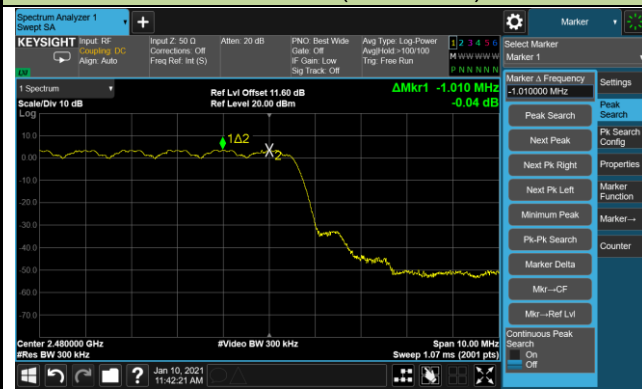 Spectrum Analyzer 1
Swept SA
Marker
KEYSIGHT
Input: RF
Coupling: DC
Align: Auto
Input Z: 50 Ω
Corrections: Off
Freq Ref: Int (S)
Atten: 20 dB
PNO: Best Wide
Gate: Off
IF Gain: Low
Sig Track: Off
Avg Type: Log-Power
Avg|Hold:>100/100
Trig: Free Run
1 2 3 4 5 6
M W W W W W
P N N N N N
Select Marker
Marker 1
1 Spectrum
Scale/Div 10 dB
Log
Ref Lvl Offset 11.60 dB
Ref Level 20.00 dBm
ΔMkr1 -1.010 MHz
-0.04 dB
10.0
0.00
-10.0
-20.0
-30.0
-40.0
-50.0
-60.0
-70.0
1Δ2
X2
Center 2.480000 GHz
#Res BW 300 kHz
#Video BW 300 kHz
Span 10.00 MHz
Sweep 1.07 ms (2001 pts)
Marker Δ Frequency
-1.010000 MHz
Peak Search
Next Peak
Next Pk Right
Next Pk Left
Minimum Peak
Pk-Pk Search
Marker Delta
Mkr→CF
Mkr→Ref Lvl
Continuous Peak
Search
On
Off
Settings
Peak
Search
Pk Search
Config
Properties
Marker
Function
Marker→
Counter
Jan 10, 2021
11:42:21 AM